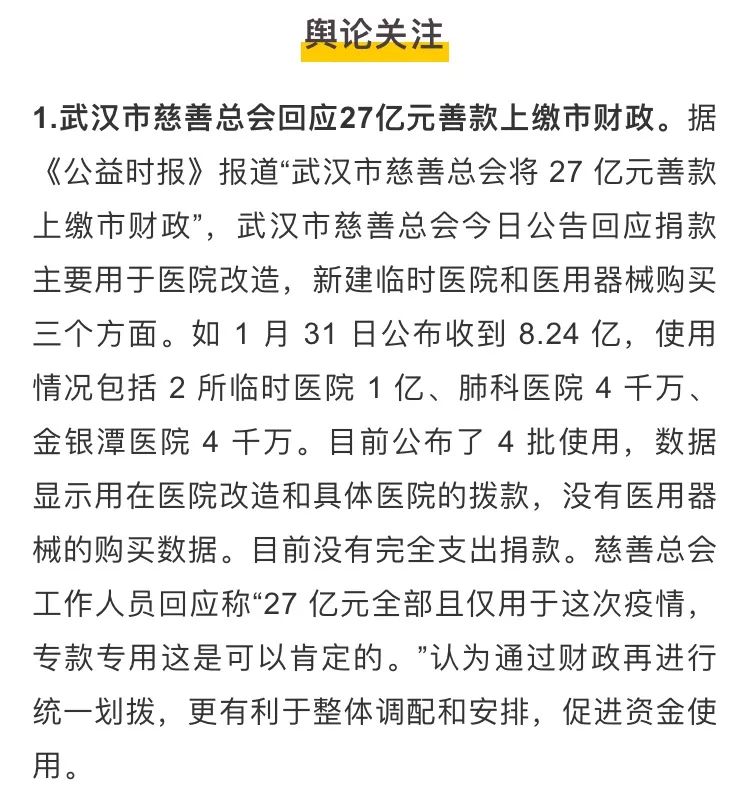 舆论关注
1.武汉市慈善总会回应27亿元善款上缴市财政。据
《公益时报》报道“武汉市慈善总会将 27 亿元善款
上缴市财政”，武汉市慈善总会今日公告回应捐款
主要用于医院改造，新建临时医院和医用器械购买
三个方面。如 1 月 31 日公布收到 8.24 亿，使用
情况包括 2 所临时医院 1 亿、肺科医院 4 千万、
金银潭医院 4 千万。目前公布了 4 批使用，数据
显示用在医院改造和具体医院的拨款，没有医用器
械的购买数据。目前没有完全支出捐款。慈善总会
工作人员回应称“27 亿元全部且仅用于这次疫情，
专款专用这是可以肯定的。”认为通过财政再进行
统一划拨，更有利于整体调配和安排，促进资金使
用。